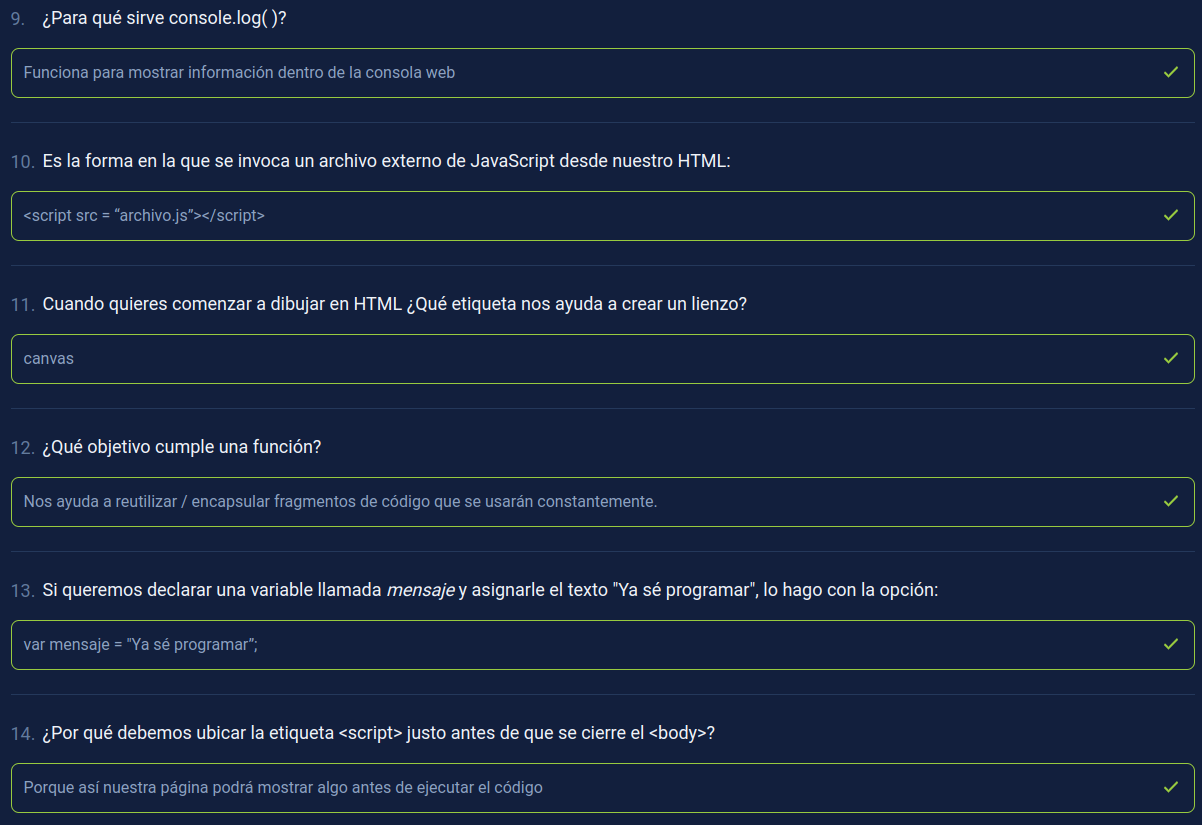 9. ¿Para qué sirve console.log( )?
Funciona para mostrar información dentro de la consola web
10. Es la forma en la que se invoca un archivo externo de JavaScript desde nuestro HTML:
<script src = “archivo.js”></script>
11. Cuando quieres comenzar a dibujar en HTML ¿Qué etiqueta nos ayuda a crear un lienzo?
canvas
12. ¿Qué objetivo cumple una función?
Nos ayuda a reutilizar / encapsular fragmentos de código que se usarán constantemente.
13. Si queremos declarar una variable llamada mensaje y asignarle el texto "Ya sé programar", lo hago con la opción:
var mensaje = "Ya sé programar”;
14. ¿Por qué debemos ubicar la etiqueta <script> justo antes de que se cierre el <body>?
Porque así nuestra página podrá mostrar algo antes de ejecutar el código